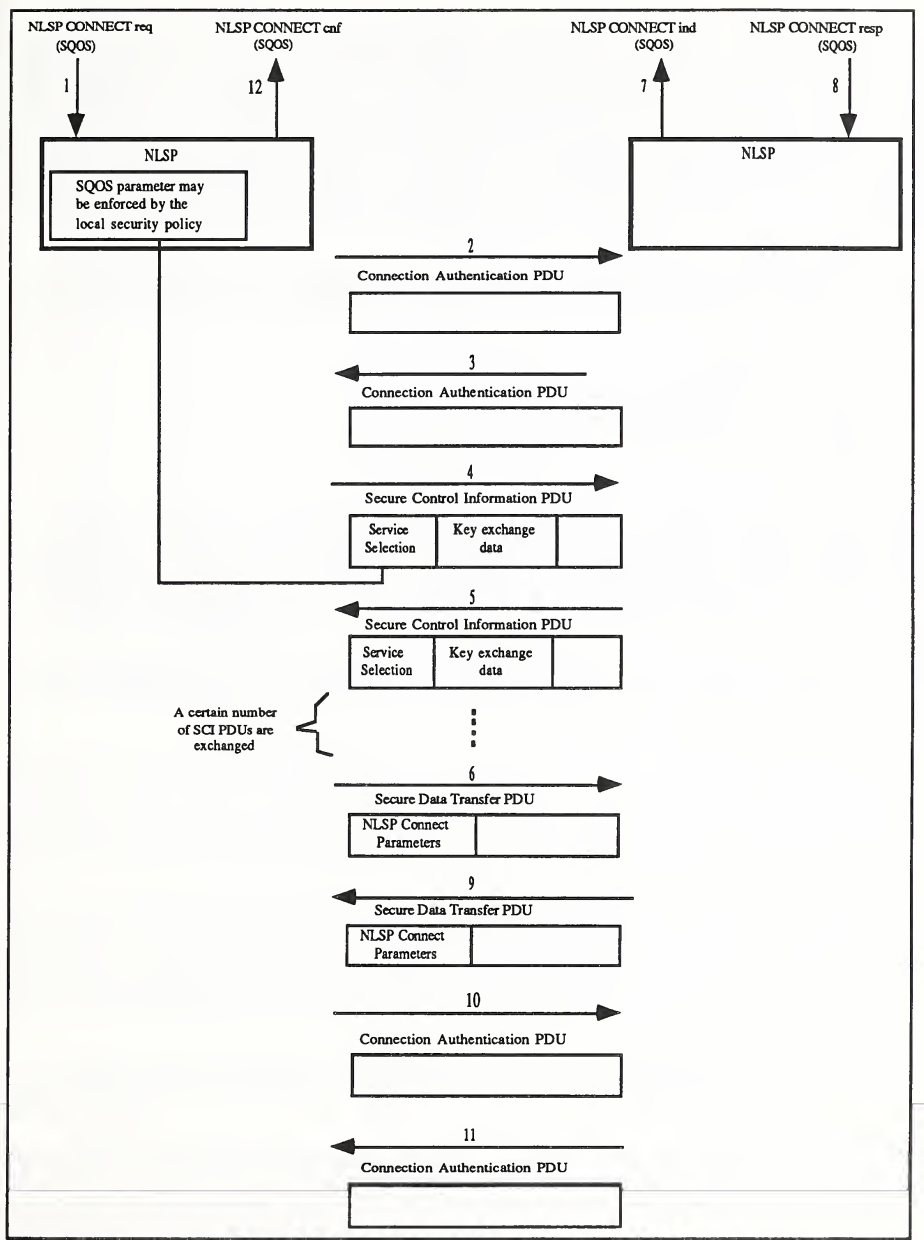 NLSP CONNECT req
(SQOS)
NLSP CONNECT cnf
(SQOS)
NLSP CONNECT ind
(SQOS)
NLSP CONNECT resp
(SQOS)
1
12
7
8
NLSP
NLSP
SQOS parameter may
be enforced by the
local security policy
2
Connection Authentication PDU
3
Connection Authentication PDU
4
Secure Control Information PDU
Service
Selection
Key exchange
data
5
Secure Control Information PDU
Service
Selection
Key exchange
data
A certain number
of SCI PDUs are
exchanged
6
Secure Data Transfer PDU
NLSP Connect
Parameters
9
Secure Data Transfer PDU
NLSP Connect
Parameters
10
Connection Authentication PDU
11
Connection Authentication PDU